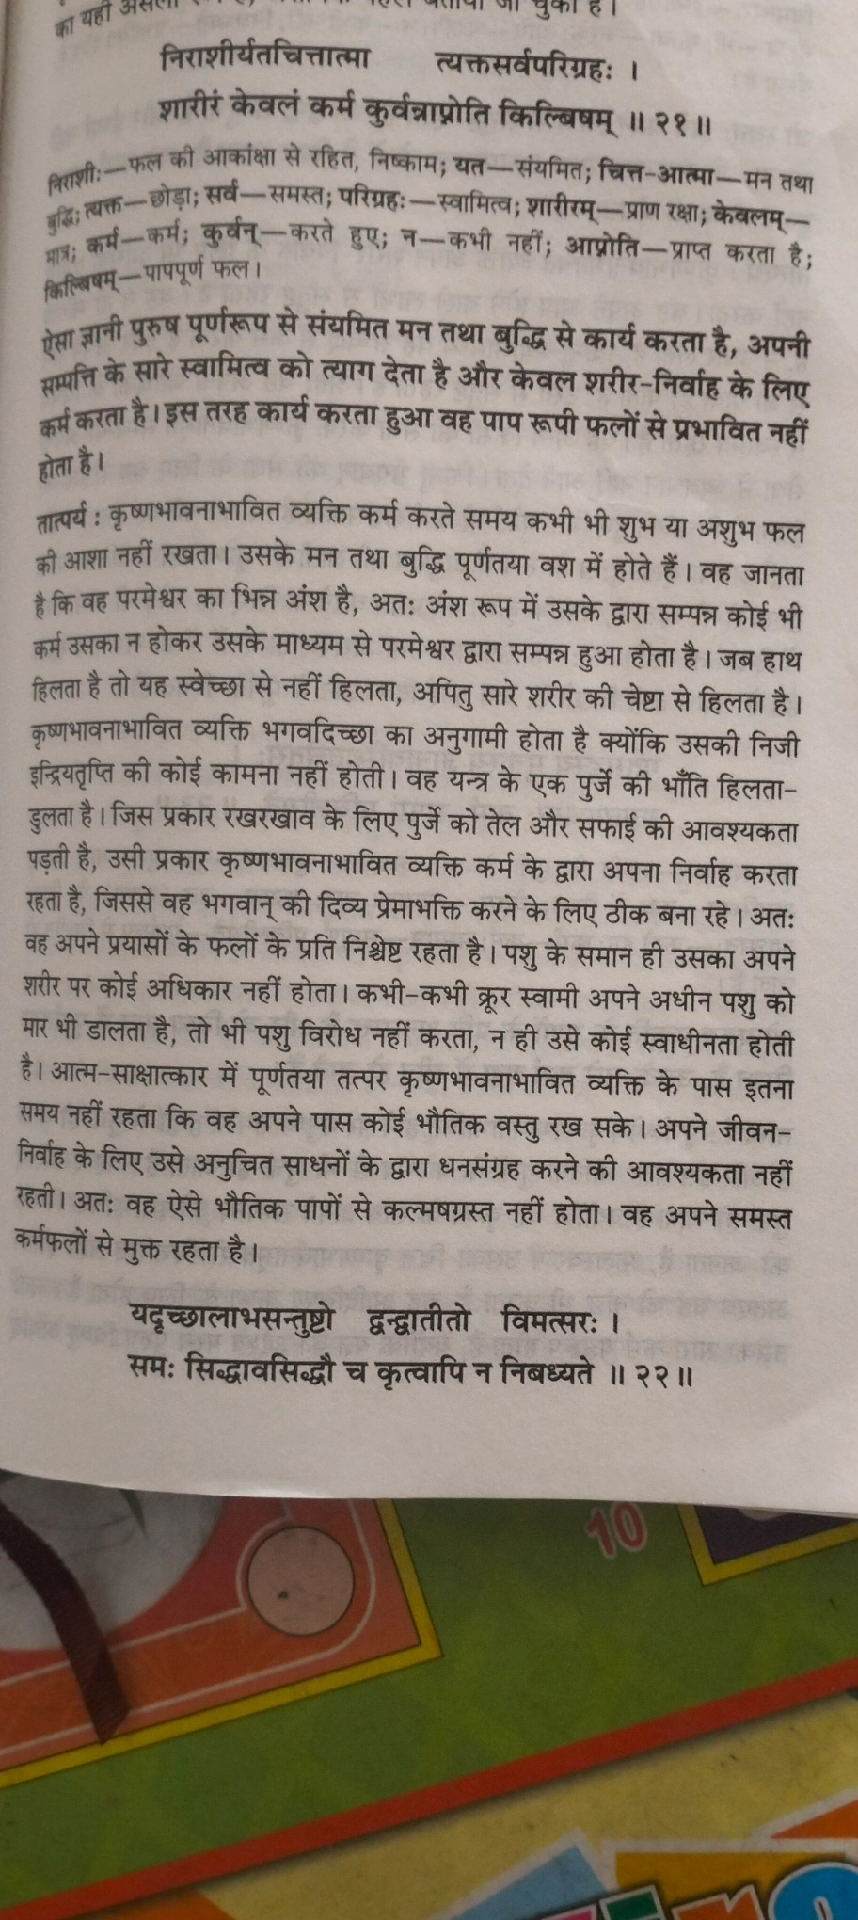 का यही
निराशीर्यतचित्तात्मा त्यक्तसर्वपरिग्रहः ।
शारीरं केवलं कर्म कुर्वन्नाप्नोति किल्बिषम् ॥ २१ ॥
निराशीः—फल की आकांक्षा से रहित, निष्काम; यत—संयमित; चित्त-आत्मा—मन तथा
बुद्धि; त्यक्त—छोड़ा; सर्व—समस्त; परिग्रहः—स्वामित्व; शारीरम्—प्राण रक्षा; केवलम्—
मात्र; कर्म—कर्म; कुर्वन्—करते हुए; न—कभी नहीं; आप्नोति—प्राप्त करता है;
किल्बिषम्—पापपूर्ण फल।
ऐसा ज्ञानी पुरुष पूर्णरूप से संयमित मन तथा बुद्धि से कार्य करता है, अपनी
सम्पत्ति के सारे स्वामित्व को त्याग देता है और केवल शरीर-निर्वाह के लिए
कर्म करता है। इस तरह कार्य करता हुआ वह पाप रूपी फलों से प्रभावित नहीं
होता है।
तात्पर्य : कृष्णभावनाभावित व्यक्ति कर्म करते समय कभी भी शुभ या अशुभ फल
की आशा नहीं रखता। उसके मन तथा बुद्धि पूर्णतया वश में होते हैं। वह जानता
है कि वह परमेश्वर का भिन्न अंश है, अतः अंश रूप में उसके द्वारा सम्पन्न कोई भी
कर्म उसका न होकर उसके माध्यम से परमेश्वर द्वारा सम्पन्न हुआ होता है। जब हाथ
हिलता है तो यह स्वेच्छा से नहीं हिलता, अपितु सारे शरीर की चेष्टा से हिलता है।
कृष्णभावनाभावित व्यक्ति भगवदिच्छा का अनुगामी होता है क्योंकि उसकी निजी
इन्द्रियतृप्ति की कोई कामना नहीं होती। वह यन्त्र के एक पुर्जे की भाँति हिलता-
डुलता है। जिस प्रकार रखरखाव के लिए पुर्जे को तेल और सफाई की आवश्यकता
पड़ती है, उसी प्रकार कृष्णभावनाभावित व्यक्ति कर्म के द्वारा अपना निर्वाह करता
रहता है, जिससे वह भगवान् की दिव्य प्रेमाभक्ति करने के लिए ठीक बना रहे। अतः
वह अपने प्रयासों के फलों के प्रति निश्चेष्ट रहता है। पशु के समान ही उसका अपने
शरीर पर कोई अधिकार नहीं होता। कभी-कभी क्रूर स्वामी अपने अधीन पशु को
मार भी डालता है, तो भी पशु विरोध नहीं करता, न ही उसे कोई स्वाधीनता होती
है। आत्म-साक्षात्कार में पूर्णतया तत्पर कृष्णभावनाभावित व्यक्ति के पास इतना
समय नहीं रहता कि वह अपने पास कोई भौतिक वस्तु रख सके। अपने जीवन-
निर्वाह के लिए उसे अनुचित साधनों के द्वारा धनसंग्रह करने की आवश्यकता नहीं
रहती। अतः वह ऐसे भौतिक पापों से कल्मषग्रस्त नहीं होता। वह अपने समस्त
कर्मफलों से मुक्त रहता है।
यदृच्छालाभसन्तुष्टो द्वन्द्वातीतो विमत्सरः ।
समः सिद्धावसिद्धौ च कृत्वापि न निबध्यते ॥ २२॥
10